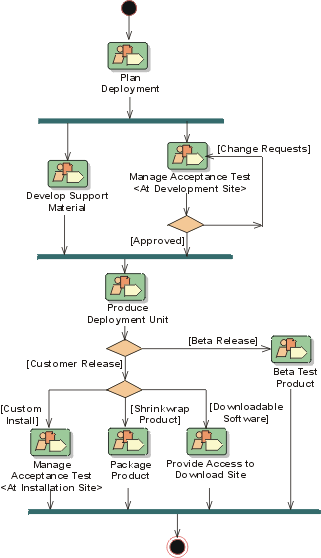 Plan
Deployment
[Change Requests]
Manage Acceptance Test
<At Development Site>
Develop Support
Material
[Approved]
Produce
Deployment Unit
[Beta Release]
[Customer Release]
Beta Test
Product
[Custom
Install]
[Shrinkwrap
Product]
[Downloadable
Software]
Manage
Acceptance Test
<At Installation Site>
Package
Product
Provide Access to
Download Site